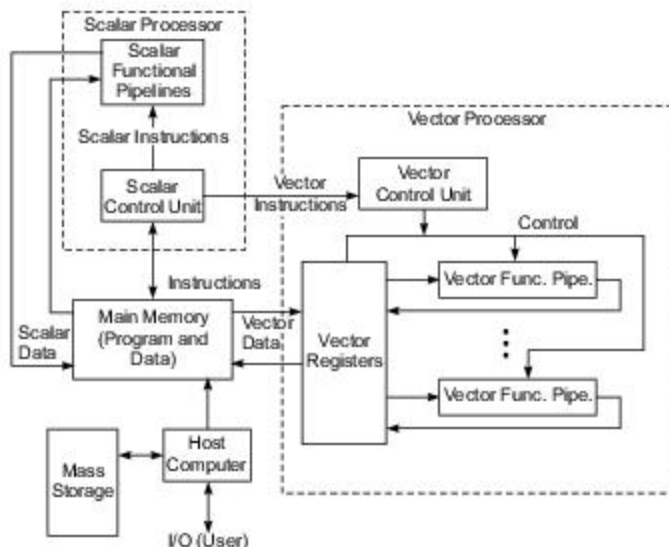 Scalar Processor
Scalar
Functional
Pipelines
Scalar Instructions
Scalar
Control Unit
Vector
Instructions
Vector Processor
Vector
Control Unit
Control
Instructions
Main Memory
(Program and
Data)
Scalar
Data
Vector
Data
Vector
Registers
Vector Func. Pipe.
Vector Func. Pipe.
Mass
Storage
Host
Computer
I/O (User)